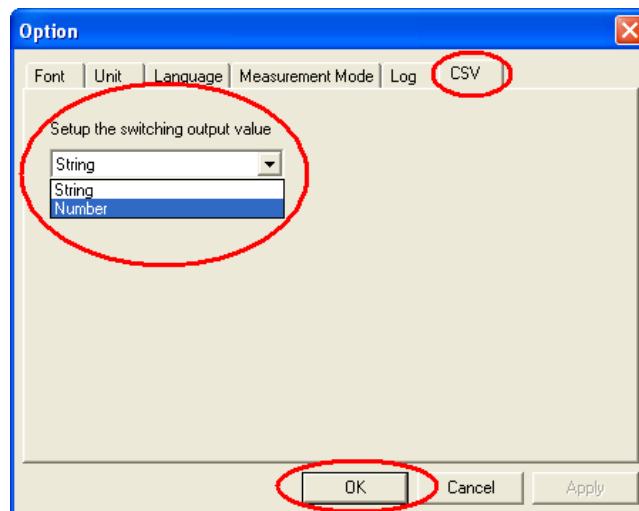 Option
Font Unit Language Measurement Mode Log CSV
Setup the switching output value
String
String
Number
OK Cancel Apply